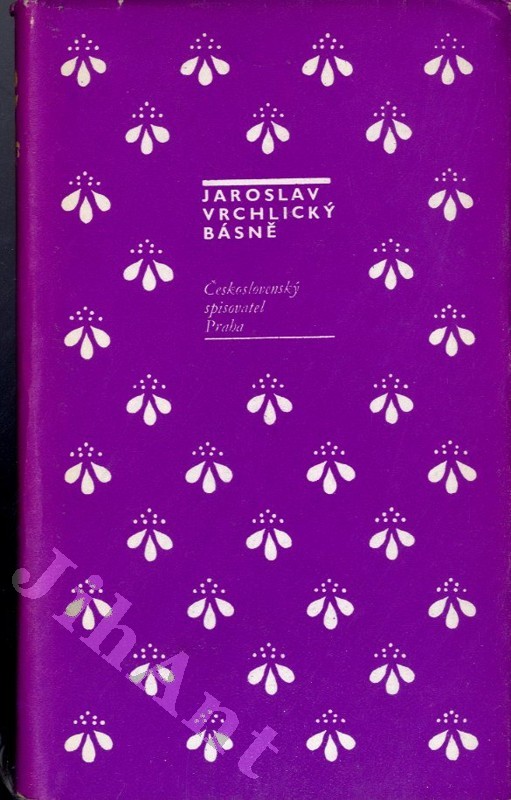 JAROSLAV
VRCHLICKÝ
BÁSNĚ
Československý
spisovatel
Praha
JihAnt